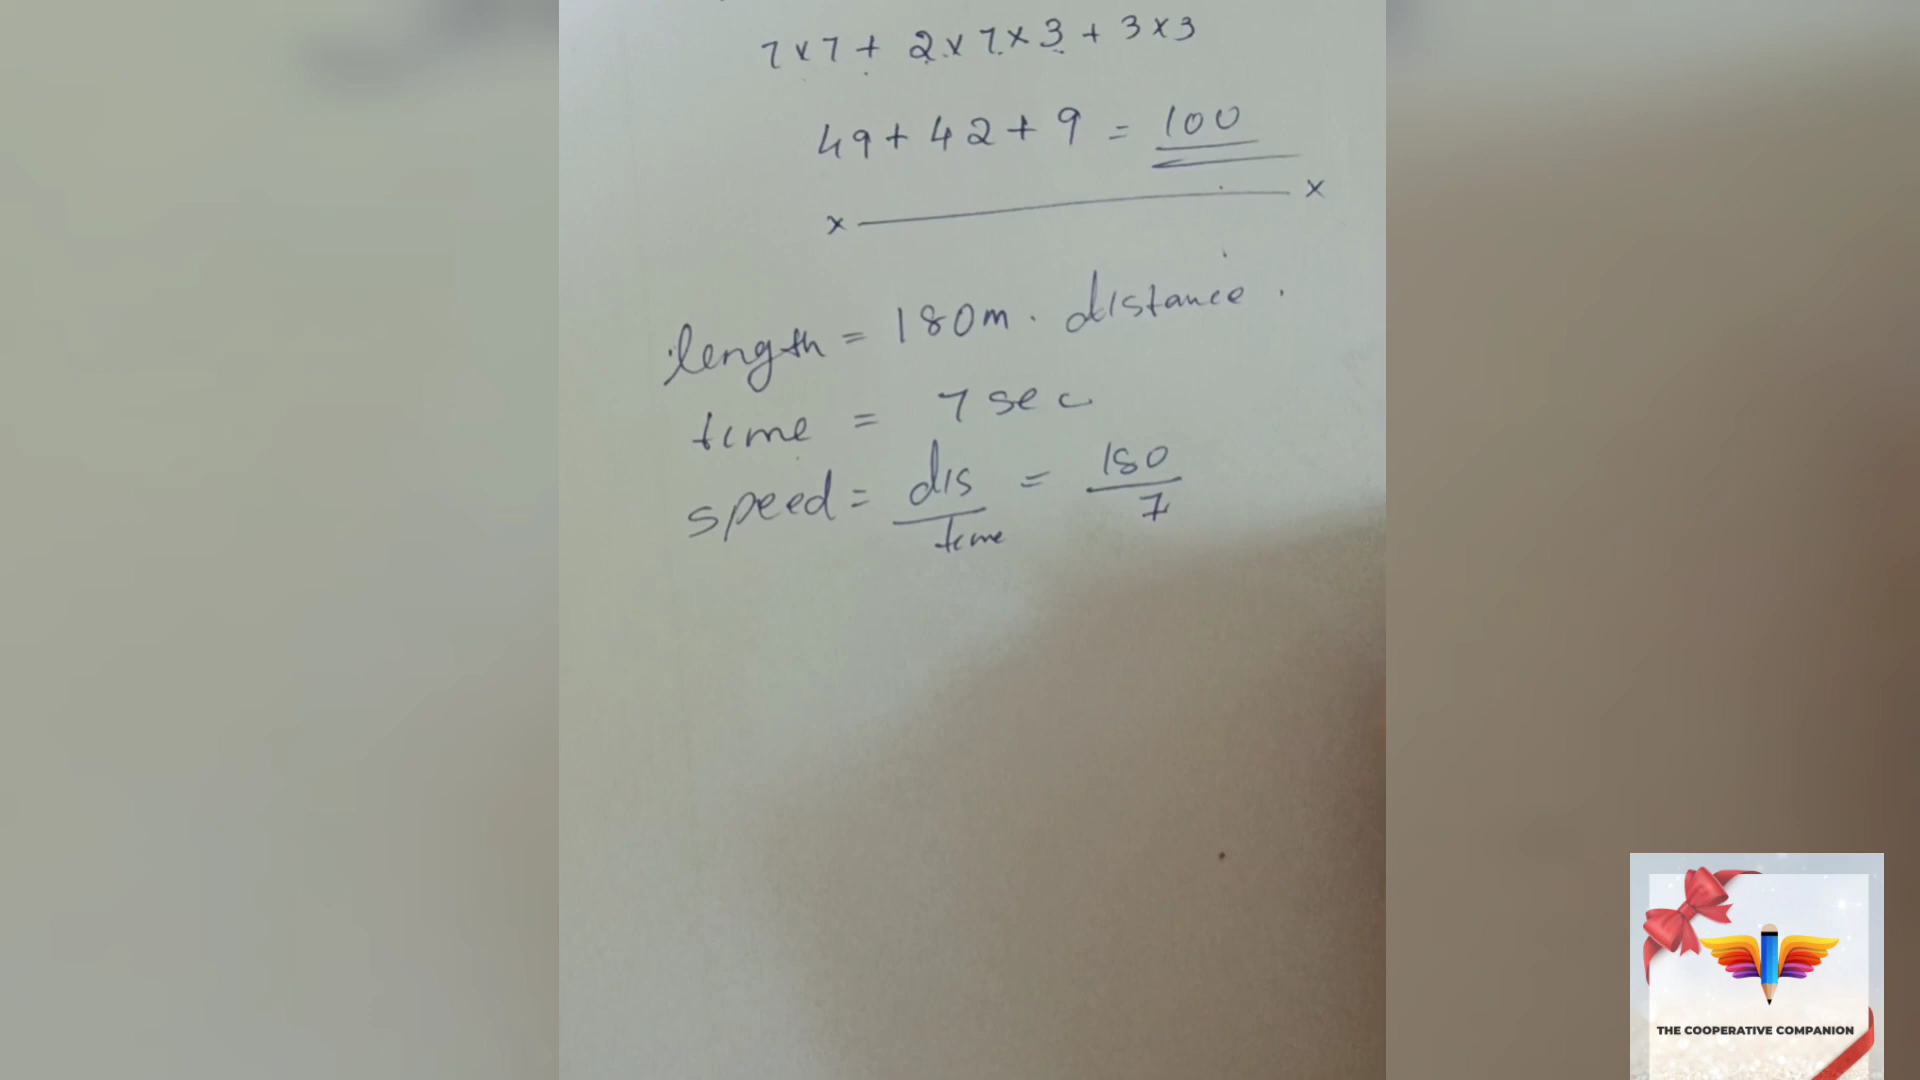 7 x 7 + 2 x 7 x 3 + 3 x 3
49 + 42 + 9 = 100
x x
length = 180m. distance.
time = 7 sec
speed = dis/time = 180/7
THE COOPERATIVE COMPANION